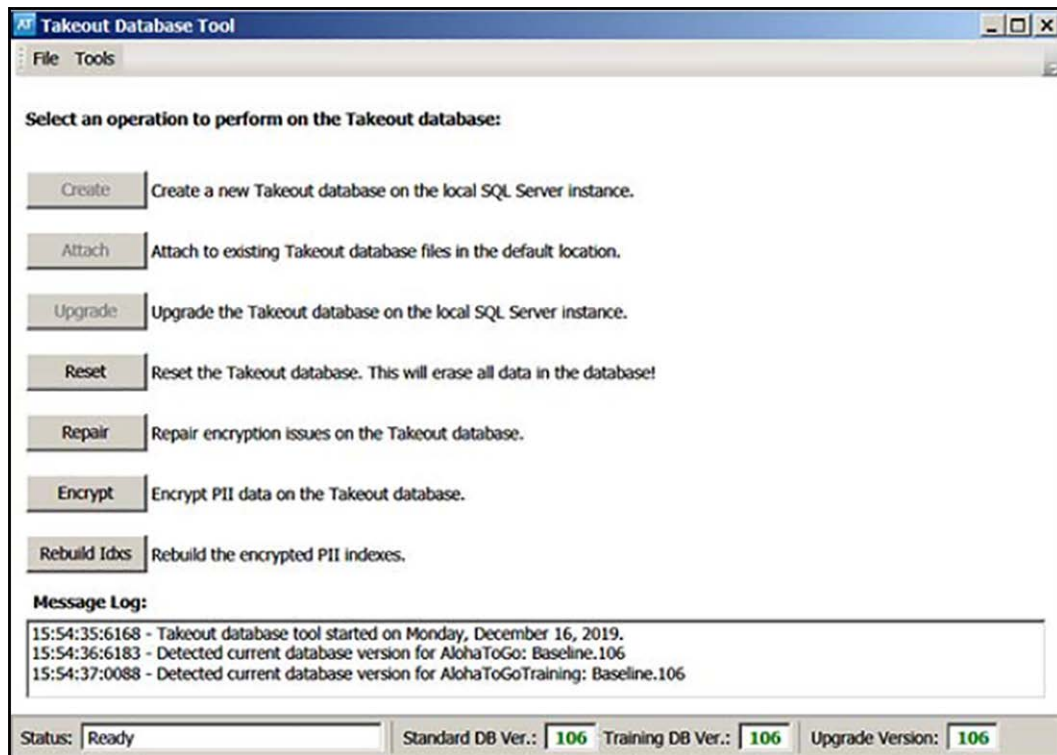 AT Takeout Database Tool
File Tools
Select an operation to perform on the Takeout database:
Create Create a new Takeout database on the local SQL Server instance.
Attach Attach to existing Takeout database files in the default location.
Upgrade Upgrade the Takeout database on the local SQL Server instance.
Reset Reset the Takeout database. This will erase all data in the database!
Repair Repair encryption issues on the Takeout database.
Encrypt Encrypt PII data on the Takeout database.
Rebuild Idxs Rebuild the encrypted PII indexes.
Message Log:
15:54:35:6168 - Takeout database tool started on Monday, December 16, 2019.
15:54:36:6183 - Detected current database version for AlohaToGo: Baseline.106
15:54:37:0088 - Detected current database version for AlohaToGoTraining: Baseline.106
Status: Ready Standard DB Ver.: 106 Training DB Ver.: 106 Upgrade Version: 106